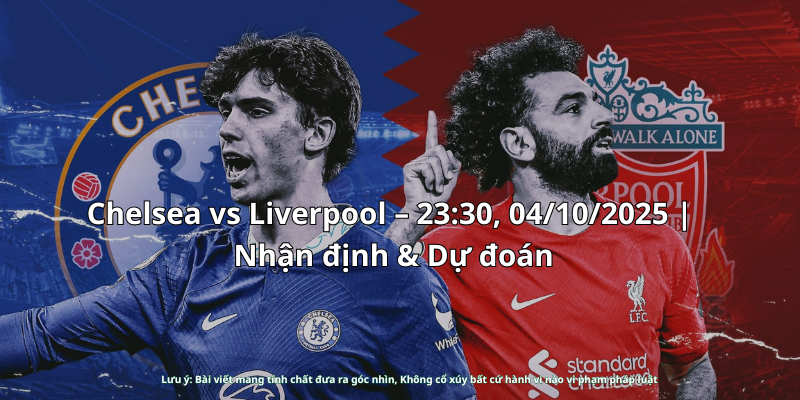 CHE
WALK ALONE
RPOOL
CHELSEA
L.F.C.
Chelsea vs Liverpool – 23:30, 04/10/2025 |
Nhận định & Dự đoán
standard
Lưu ý: Bài viết mang tính chất đưa ra góc nhìn, Không cổ xúy bất cứ hành vi nào vi phạm pháp luật